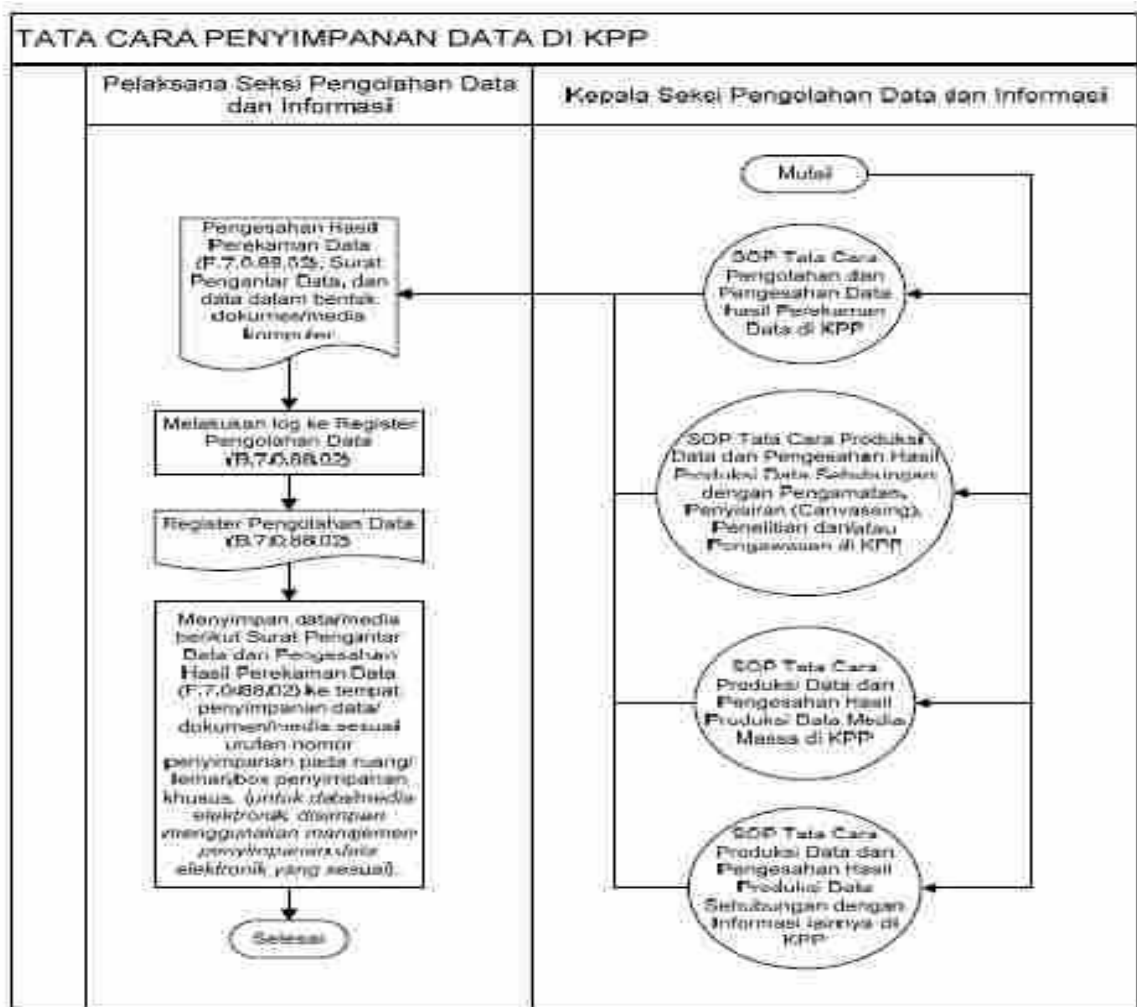 TATA CARA PENYIMPANAN DATA DI KPP
Pelaksana Seksi Pengolahan Data
dan Informasi
Kepala Seksi Pengolahan Data dan Informasi
Mulai
SOP Tata Cara
Pengolahan dan
Pengesahan Data
hasil Perekaman
Data di KPP
SOP Tata Cara Produksi
Data dan Pengesahan Hasil
Produksi Data Sehubungan
dengan Pengamatan,
Penyisiran (Canvassing),
Penelitian dan/atau
Pengawasan di KPP
SOP Tata Cara
Produksi Data dan
Pengesahan Hasil
Produksi Data Media
Massa di KPP
SOP Tata Cara
Produksi Data dan
Pengesahan Hasil
Produksi Data
Sehubungan dengan
Informasi lainnya di
KPP
Pengesahan Hasil
Perekaman Data
(F.7.0.88.02), Surat
Pengantar Data, dan
data dalam bentuk
dokumen/media
komputer
Melakukan log ke Register
Pengolahan Data
(B.7.0.88.02)
Register Pengolahan Data
(B.7.0.88.02)
Menyimpan data/media
berikut Surat Pengantar
Data dan Pengesahan
Hasil Perekaman Data
(F.7.0.88.02) ke tempat
penyimpanan data/
dokumen/media sesuai
urutan nomor
penyimpanan pada ruang/
lemari/box penyimpanan
khusus. (untuk data/media
elektronik disimpan
menggunakan manajemen
penyimpanan data
elektronik yang sesuai).
Selesai